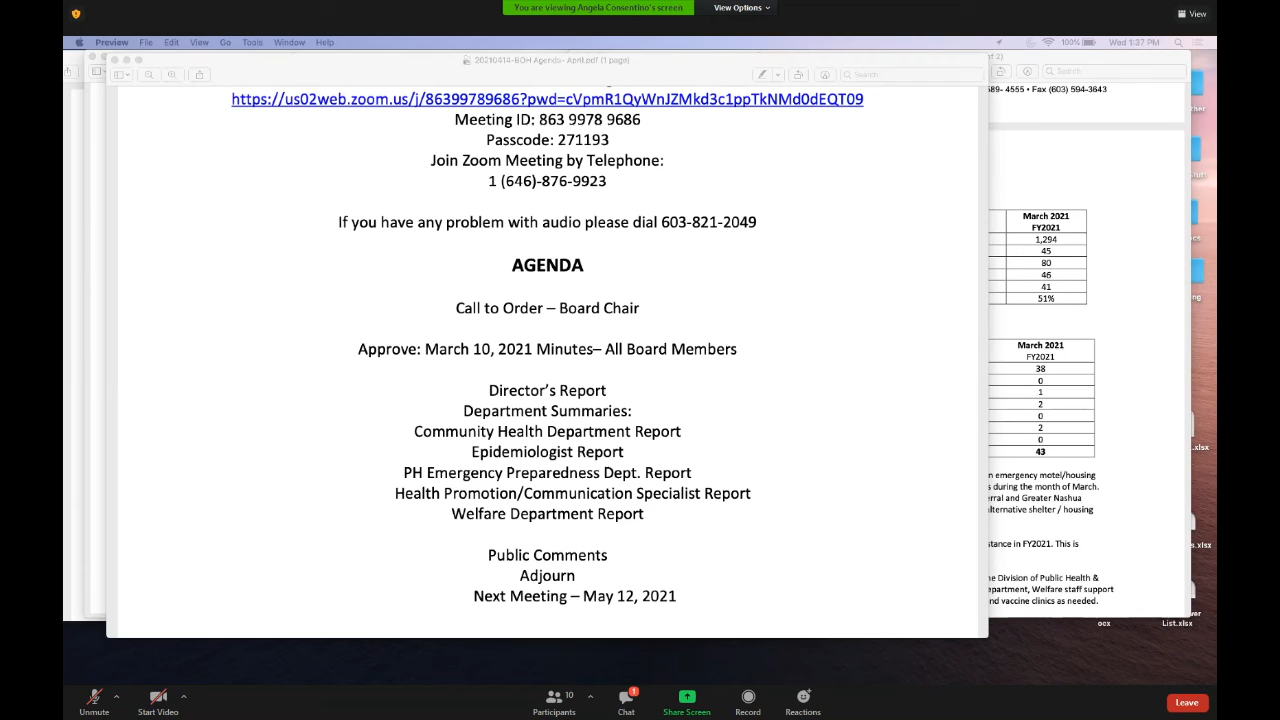 You are viewing Angela Consentino's screen
View Options
View
Preview File Edit View Go Tools Window Help
100%
Wed 1:37 PM
20210414-BOH Agenda- April.pdf (1 page)
Search
Search
https://us02web.zoom.us/j/86399789686?pwd=cVpmR1QyWnJZMkd3c1ppTkNMd0dEQT09
Meeting ID: 863 9978 9686
Passcode: 271193
Join Zoom Meeting by Telephone:
1 (646)-876-9923
If you have any problem with audio please dial 603-821-2049
AGENDA
Call to Order – Board Chair
Approve: March 10, 2021 Minutes– All Board Members
Director's Report
Department Summaries:
Community Health Department Report
Epidemiologist Report
PH Emergency Preparedness Dept. Report
Health Promotion/Communication Specialist Report
Welfare Department Report
Public Comments
Adjourn
Next Meeting – May 12, 2021
589- 4555 • Fax (603) 594-3643
March 2021
FY2021
1,294
45
80
46
41
51%
March 2021
FY2021
38
0
1
2
0
2
0
43
n emergency motel/housing
s during the month of March.
erral and Greater Nashua
lternative shelter / housing
stance in FY2021. This is
ne Division of Public Health &
epartment, Welfare staff support
nd vaccine clinics as needed.
.xlsx
s.xlsx
ocx
List.xlsx
Unmute
Start Video
10
Participants
1
Chat
Share Screen
Record
Reactions
Leave